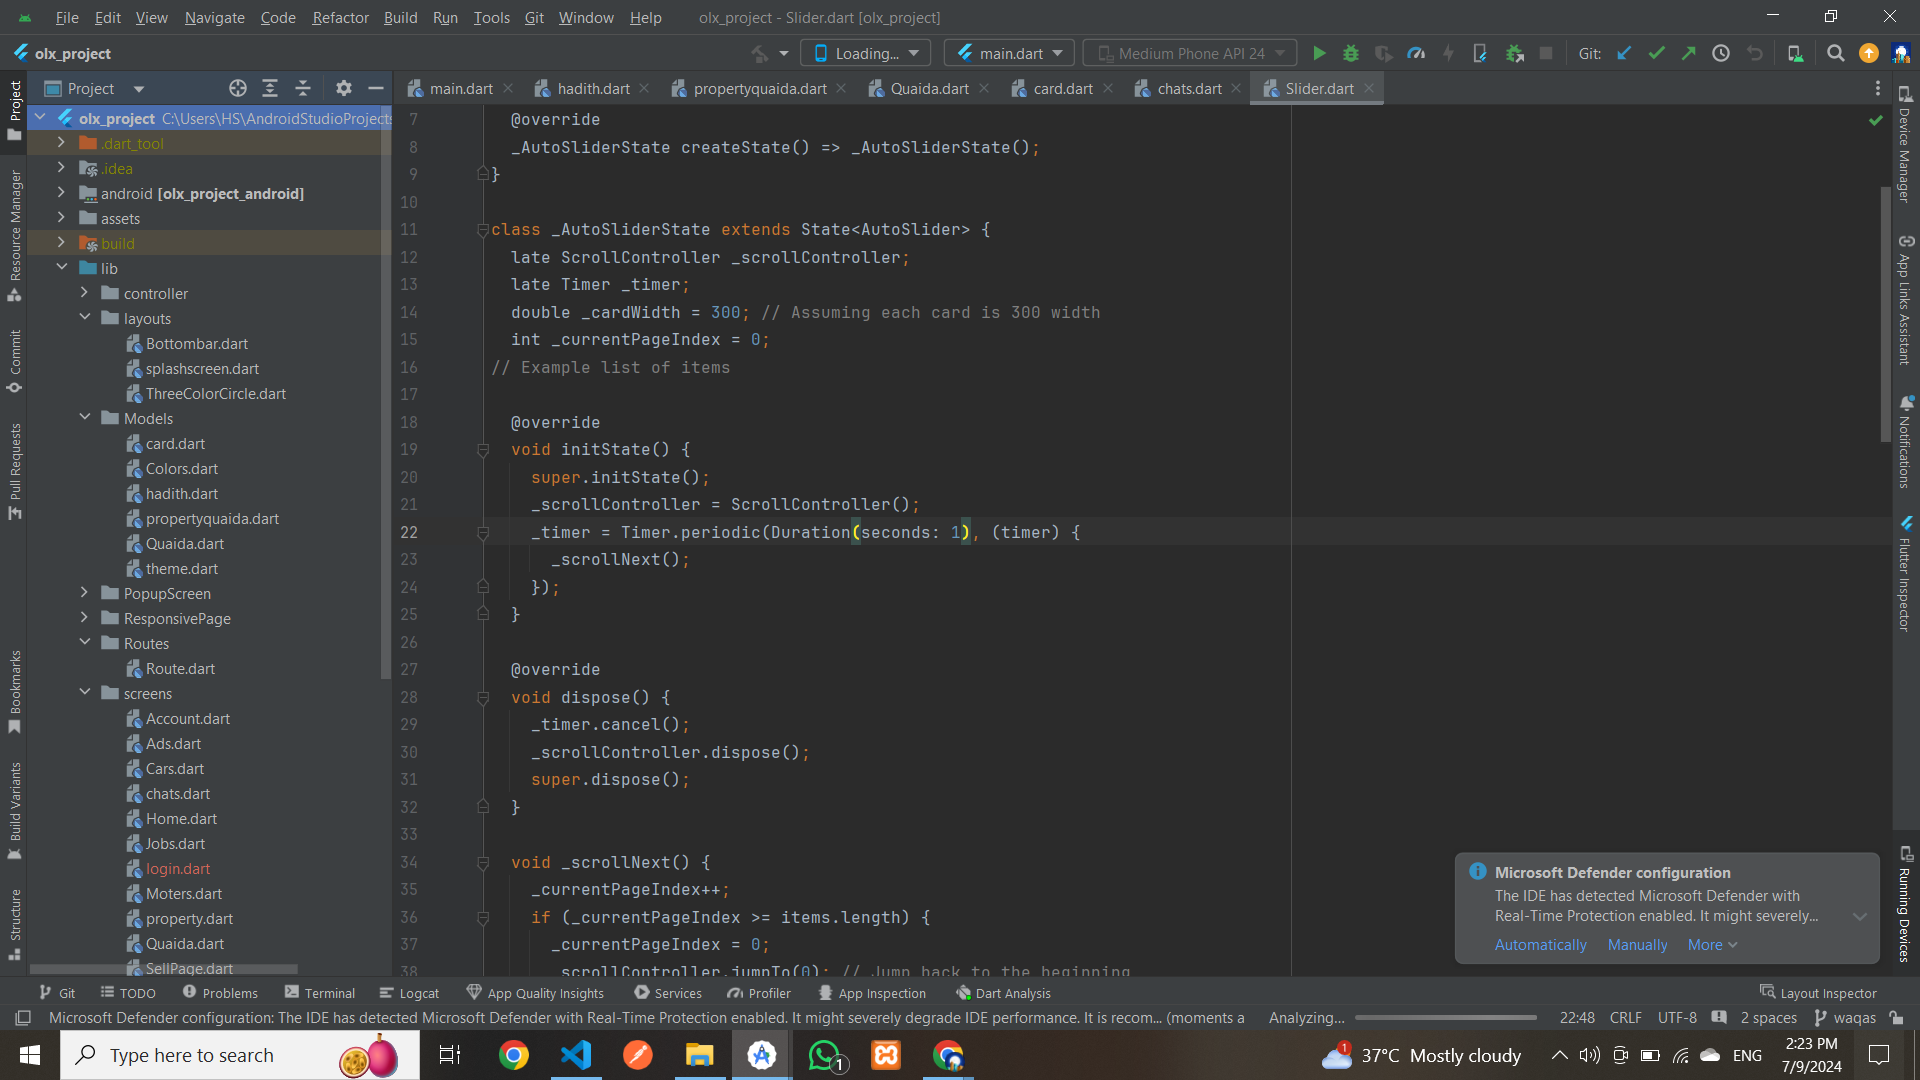 File Edit View Navigate Code Refactor Build Run Tools Git Window Help olx_project - Slider.dart [olx_project]
olx_project Loading... main.dart Medium Phone API 24 Git:
Project main.dart hadith.dart propertyquaida.dart Quaida.dart card.dart chats.dart Slider.dart
olx_project C:\Users\HS\AndroidStudioProjects
.dart_tool
.idea
android [olx_project_android]
assets
build
lib
controller
layouts
Bottombar.dart
splashscreen.dart
ThreeColorCircle.dart
Models
card.dart
Colors.dart
hadith.dart
propertyquaida.dart
Quaida.dart
theme.dart
PopupScreen
ResponsivePage
Routes
Route.dart
screens
Account.dart
Ads.dart
Cars.dart
chats.dart
Home.dart
Jobs.dart
login.dart
Moters.dart
property.dart
Quaida.dart
SellPage.dart
Project
Resource Manager
Commit
Pull Requests
Bookmarks
Build Variants
Structure
7 @override
8 _AutoSliderState createState() => _AutoSliderState();
9 }
10
11 class _AutoSliderState extends State<AutoSlider> {
12 late ScrollController _scrollController;
13 late Timer _timer;
14 double _cardWidth = 300; // Assuming each card is 300 width
15 int _currentPageIndex = 0;
16 // Example list of items
17
18 @override
19 void initState() {
20 super.initState();
21 _scrollController = ScrollController();
22 _timer = Timer.periodic(Duration(seconds: 1), (timer) {
23 _scrollNext();
24 });
25 }
26
27 @override
28 void dispose() {
29 _timer.cancel();
30 _scrollController.dispose();
31 super.dispose();
32 }
33
34 void _scrollNext() {
35 _currentPageIndex++;
36 if (_currentPageIndex >= items.length) {
37 _currentPageIndex = 0;
38 _scrollController.jumpTo(0); // Jump back to the beginning
Device Manager
App Links Assistant
Notifications
Flutter Inspector
Running Devices
Microsoft Defender configuration
The IDE has detected Microsoft Defender with
Real-Time Protection enabled. It might severely...
Automatically Manually More
Git TODO Problems Terminal Logcat App Quality Insights Services Profiler App Inspection Dart Analysis Layout Inspector
Microsoft Defender configuration: The IDE has detected Microsoft Defender with Real-Time Protection enabled. It might severely degrade IDE performance. It is recom... (moments a Analyzing... 22:48 CRLF UTF-8 2 spaces waqas
Type here to search 1 1 37°C Mostly cloudy ENG 2:23 PM
7/9/2024